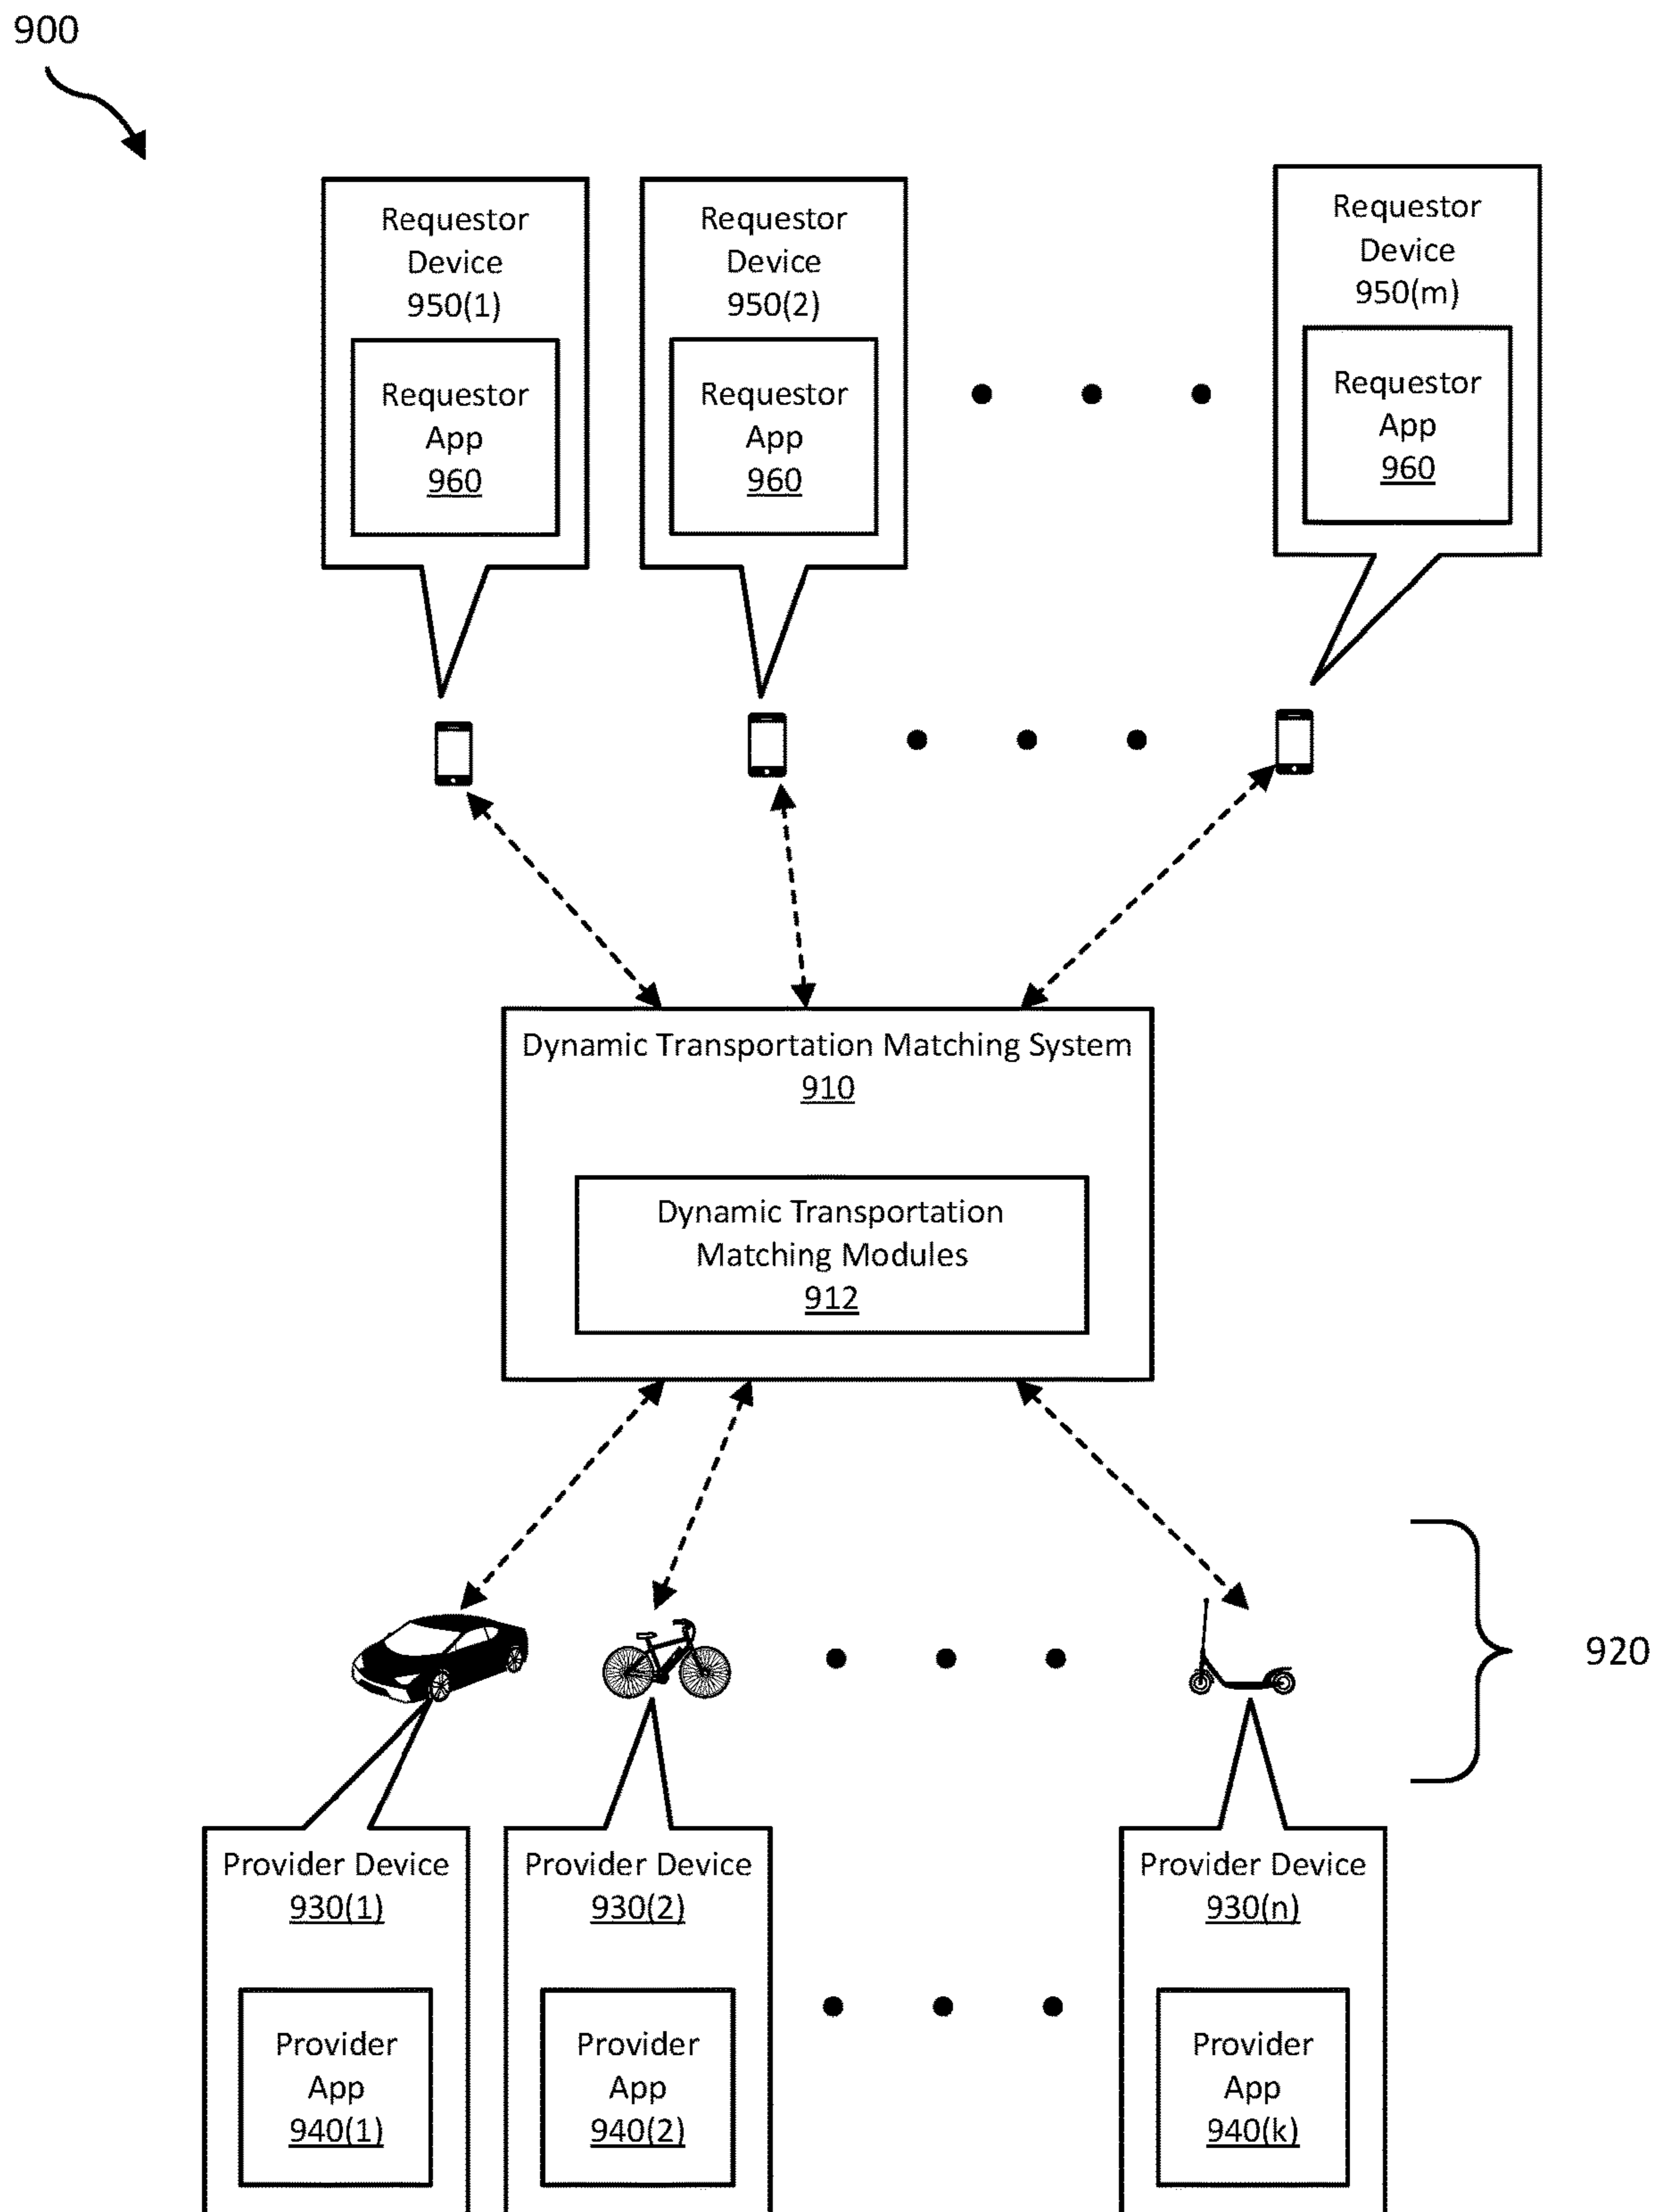 900
Requestor
Device
950(1)
Requestor
App
960
Requestor
Device
950(2)
Requestor
App
960
Requestor
Device
950(m)
Requestor
App
960
Dynamic Transportation Matching System
910
Dynamic Transportation
Matching Modules
912
920
Provider Device
930(1)
Provider
App
940(1)
Provider Device
930(2)
Provider
App
940(2)
Provider Device
930(n)
Provider
App
940(k)